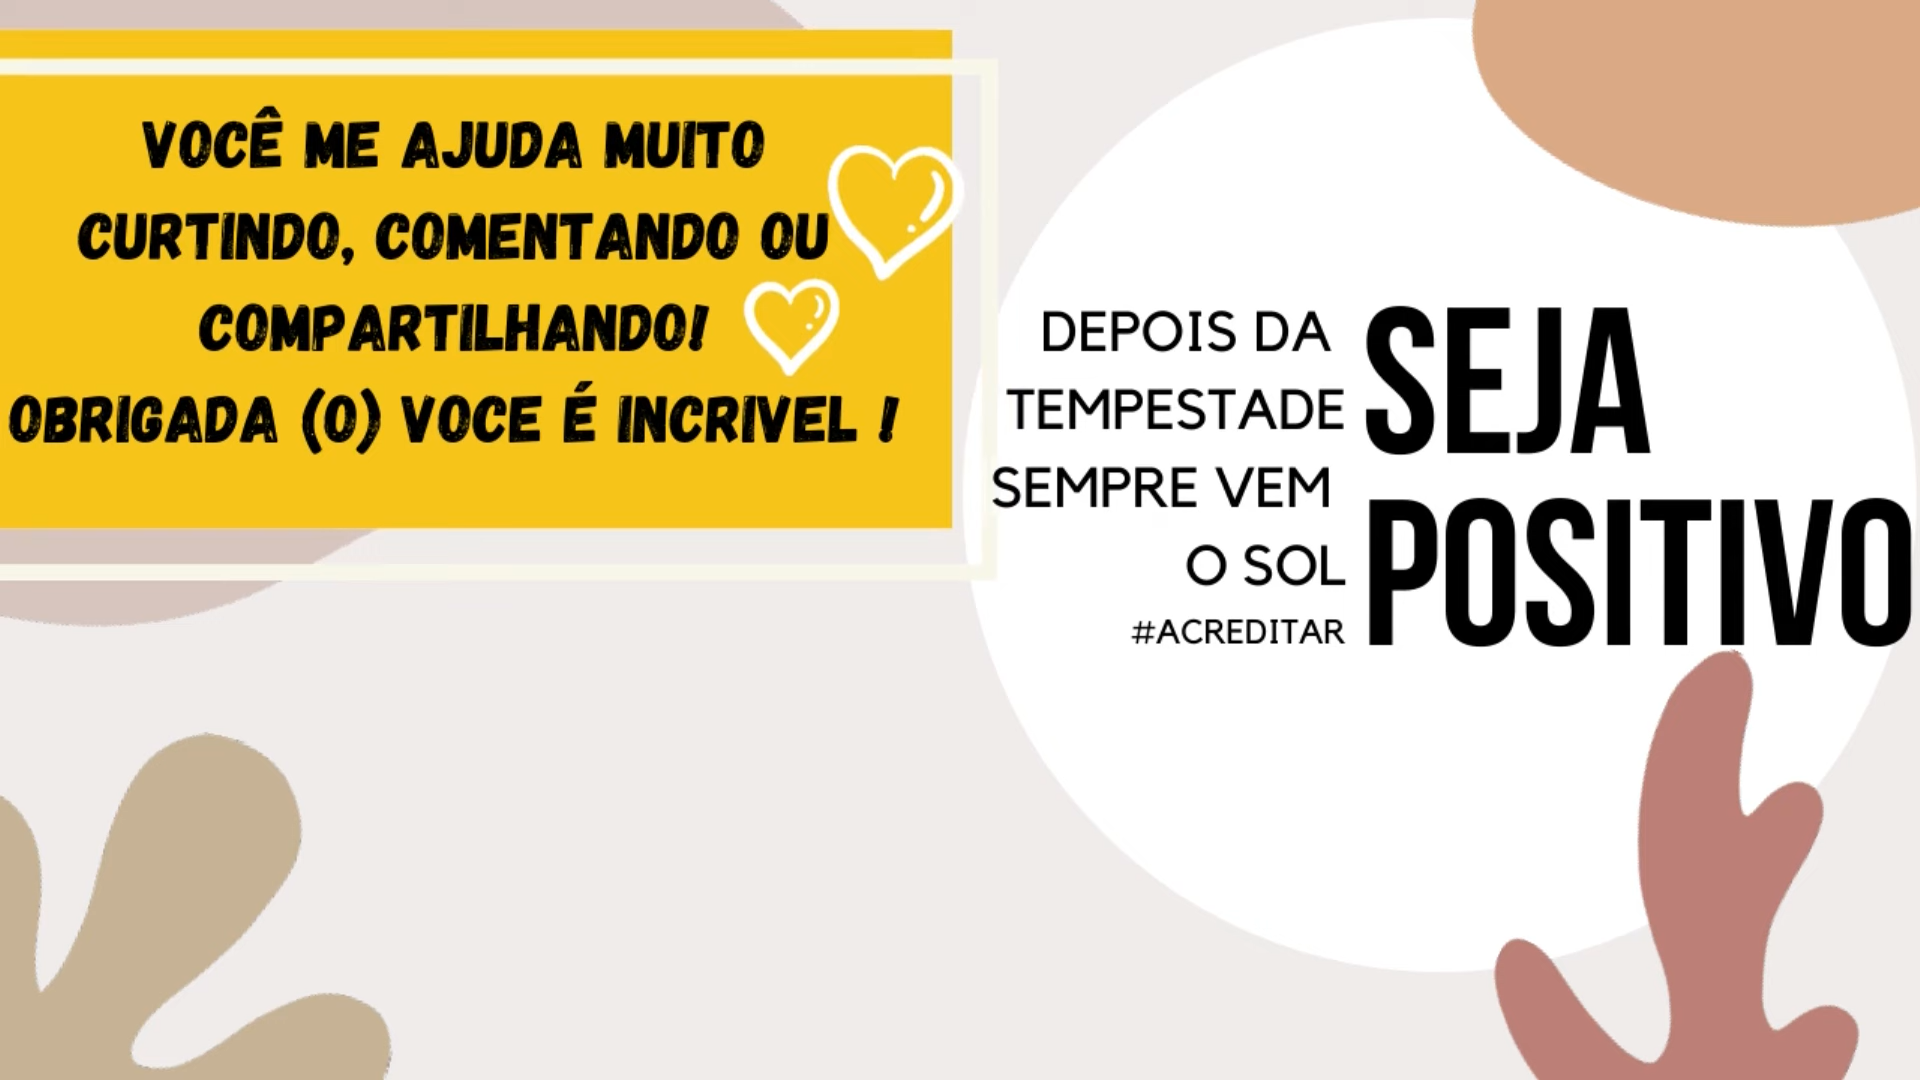 VOCÊ ME AJUDA MUITO
CURTINDO, COMENTANDO OU
COMPARTILHANDO!
OBRIGADA (O) VOCE É INCRIVEL !
DEPOIS DA
TEMPESTADE
SEMPRE VEM
O SOL
#ACREDITAR
SEJA
POSITIVO